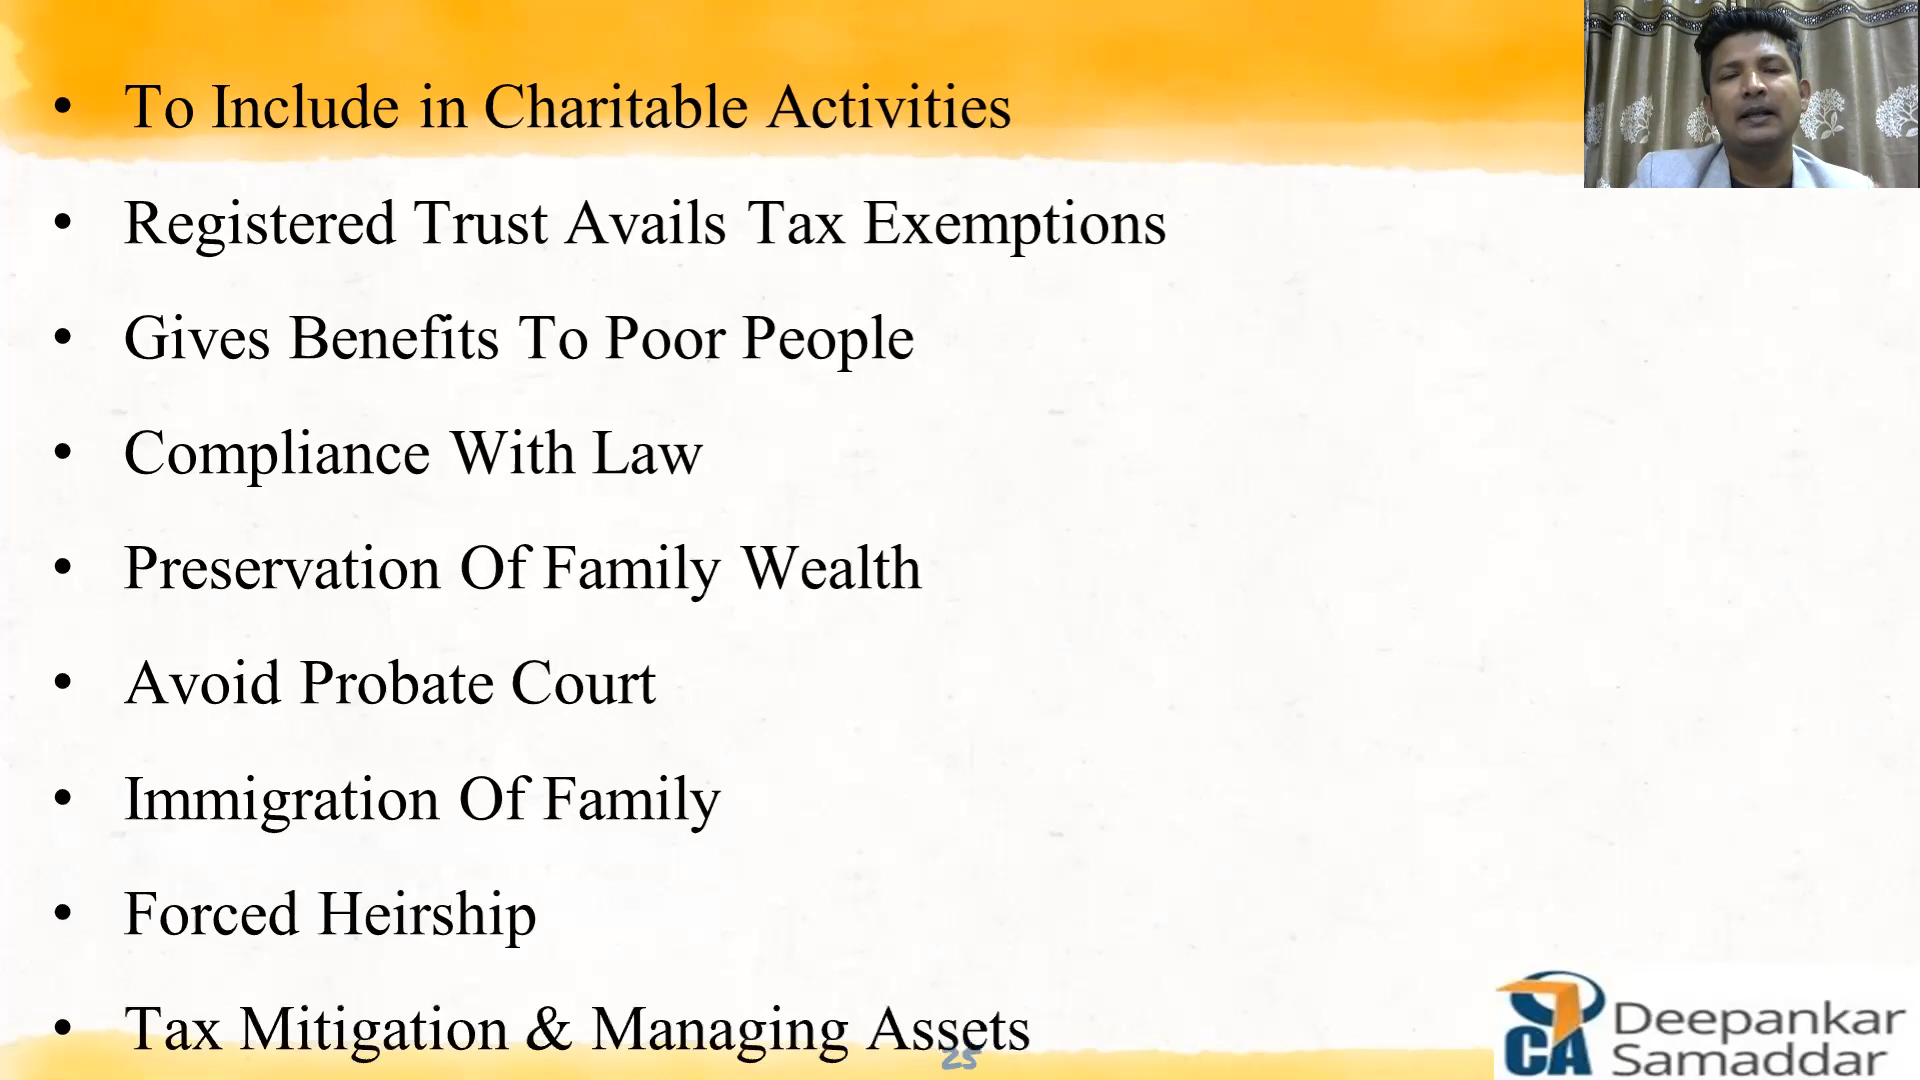 • To Include in Charitable Activities
• Registered Trust Avails Tax Exemptions
• Gives Benefits To Poor People
• Compliance With Law
• Preservation Of Family Wealth
• Avoid Probate Court
• Immigration Of Family
• Forced Heirship
• Tax Mitigation & Managing Assets
25
CA
Deepankar
Samaddar